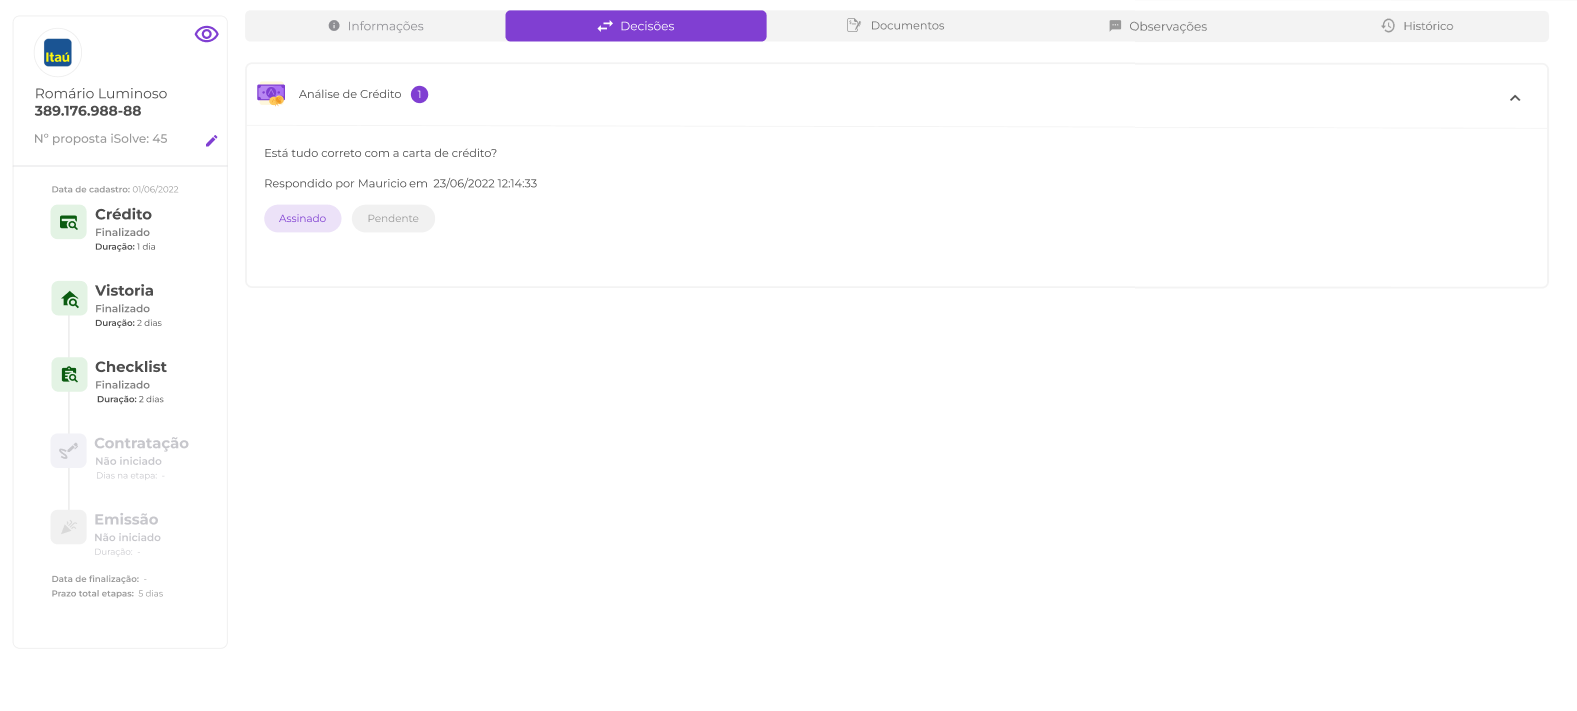 Informações
Decisões
Documentos
Observações
Histórico
Itaú
Romário Luminoso
389.176.988-88
Nº proposta iSolve: 45
Data de cadastro: 01/06/2022
Crédito
Finalizado
Duração: 1 dia
Vistoria
Finalizado
Duração: 2 dias
Checklist
Finalizado
Duração: 2 dias
Contratação
Não iniciado
Dias na etapa: -
Emissão
Não iniciado
Duração: -
Data de finalização: -
Prazo total etapas: 5 dias
Análise de Crédito 1
Está tudo correto com a carta de crédito?
Respondido por Mauricio em 23/06/2022 12:14:33
Assinado
Pendente